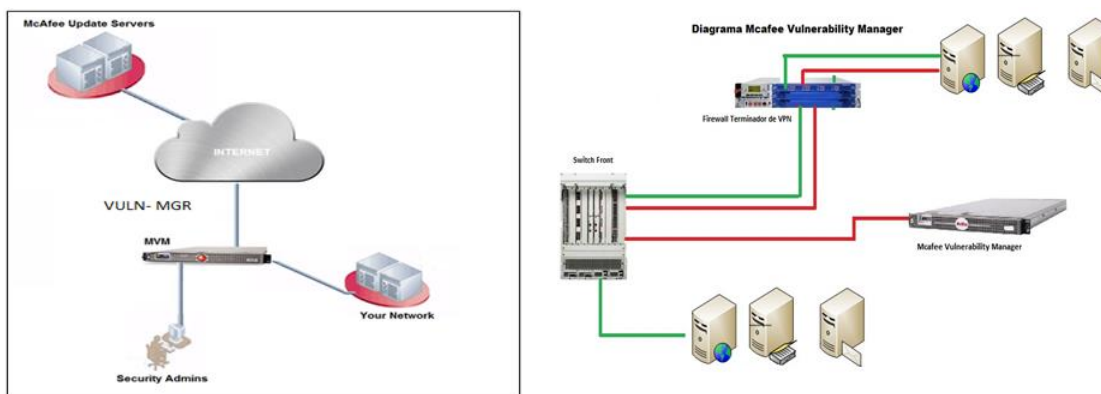 McAfee Update Servers
INTERNET
VULN- MGR
MVM
Your Network
Security Admins
Diagrama Mcafee Vulnerability Manager
Firewall Terminador de VPN
Switch Front
Mcafee Vulnerability Manager